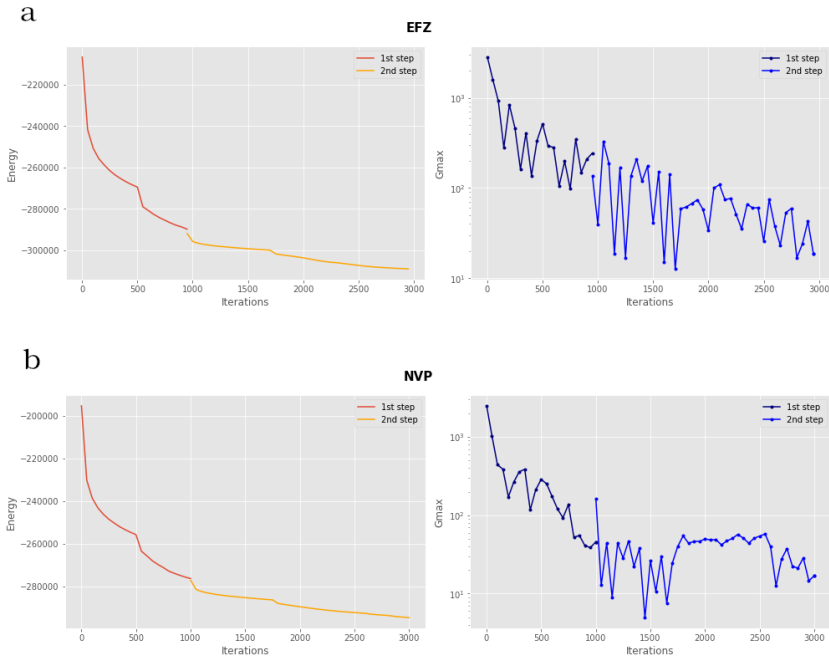 a
EFZ
1st step
2nd step
−220000
−240000
−260000
−280000
−300000
0 500 1000 1500 2000 2500 3000
Energy
Iterations
1st step
2nd step
10³
10²
10¹
0 500 1000 1500 2000 2500 3000
Gmax
Iterations
b
NVP
1st step
2nd step
−200000
−220000
−240000
−260000
−280000
0 500 1000 1500 2000 2500 3000
Energy
Iterations
1st step
2nd step
10³
10²
10¹
0 500 1000 1500 2000 2500 3000
Gmax
Iterations